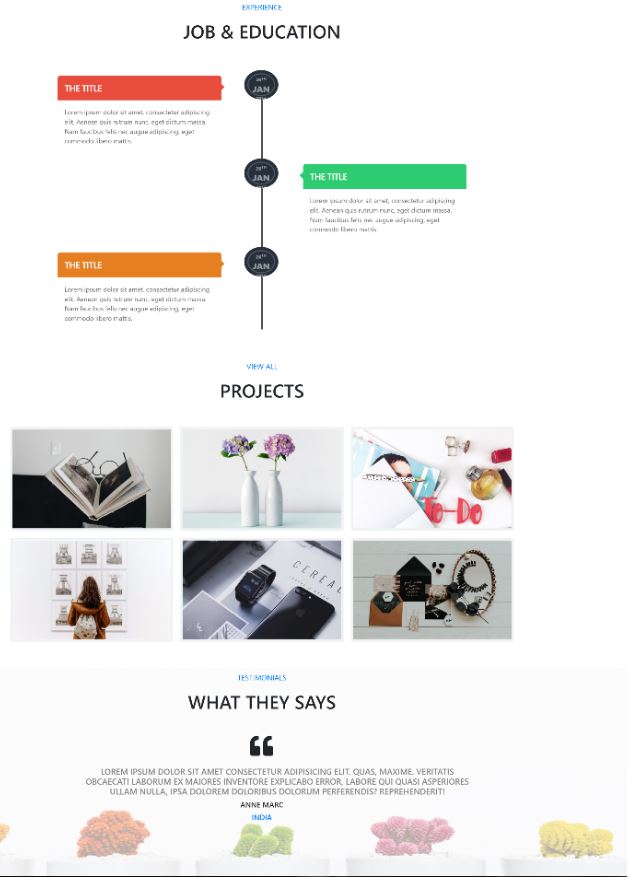 EXPERIENCE
JOB & EDUCATION
THE TITLE
JAN
Lorem ipsum dolor sit amet, consectetur adipiscing
elit. Aenean quis rutrum nunc, eget dictum massa.
Nam faucibus felis nec augue adipiscing, eget
commodo libero mattis.
JAN
THE TITLE
Lorem ipsum dolor sit amet, consectetur adipiscing
elit. Aenean quis rutrum nunc, eget dictum massa.
Nam faucibus felis nec augue adipiscing, eget
commodo libero mattis.
THE TITLE
JAN
Lorem ipsum dolor sit amet, consectetur adipiscing
elit. Aenean quis rutrum nunc, eget dictum massa.
Nam faucibus felis nec augue adipiscing, eget
commodo libero mattis.
VIEW ALL
PROJECTS
To-Do
CEREAL
TESTIMONIALS
WHAT THEY SAYS
LOREM IPSUM DOLOR SIT AMET CONSECTETUR ADIPISICING ELIT. QUAS, MAXIME. VERITATIS
OBCAECATI LABORUM EX MAIORES INVENTORE EXPLICABO ERROR, LABORE QUI QUASI ASPERIORES
ULLAM NULLA, IPSA DOLOREM DOLORIBUS DOLORUM PERFERENDIS? REPREHENDERIT!
ANNE MARC
INDIA